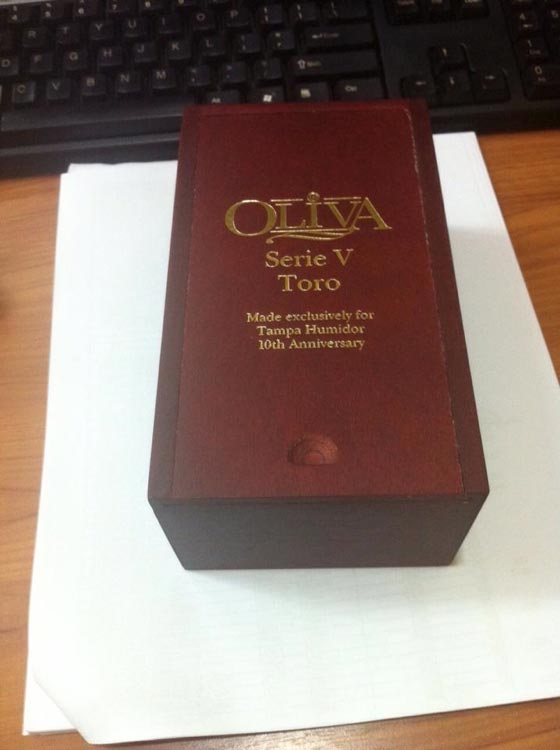 OLiVA
Serie V
Toro
Made exclusively for
Tampa Humidor
10th Anniversary